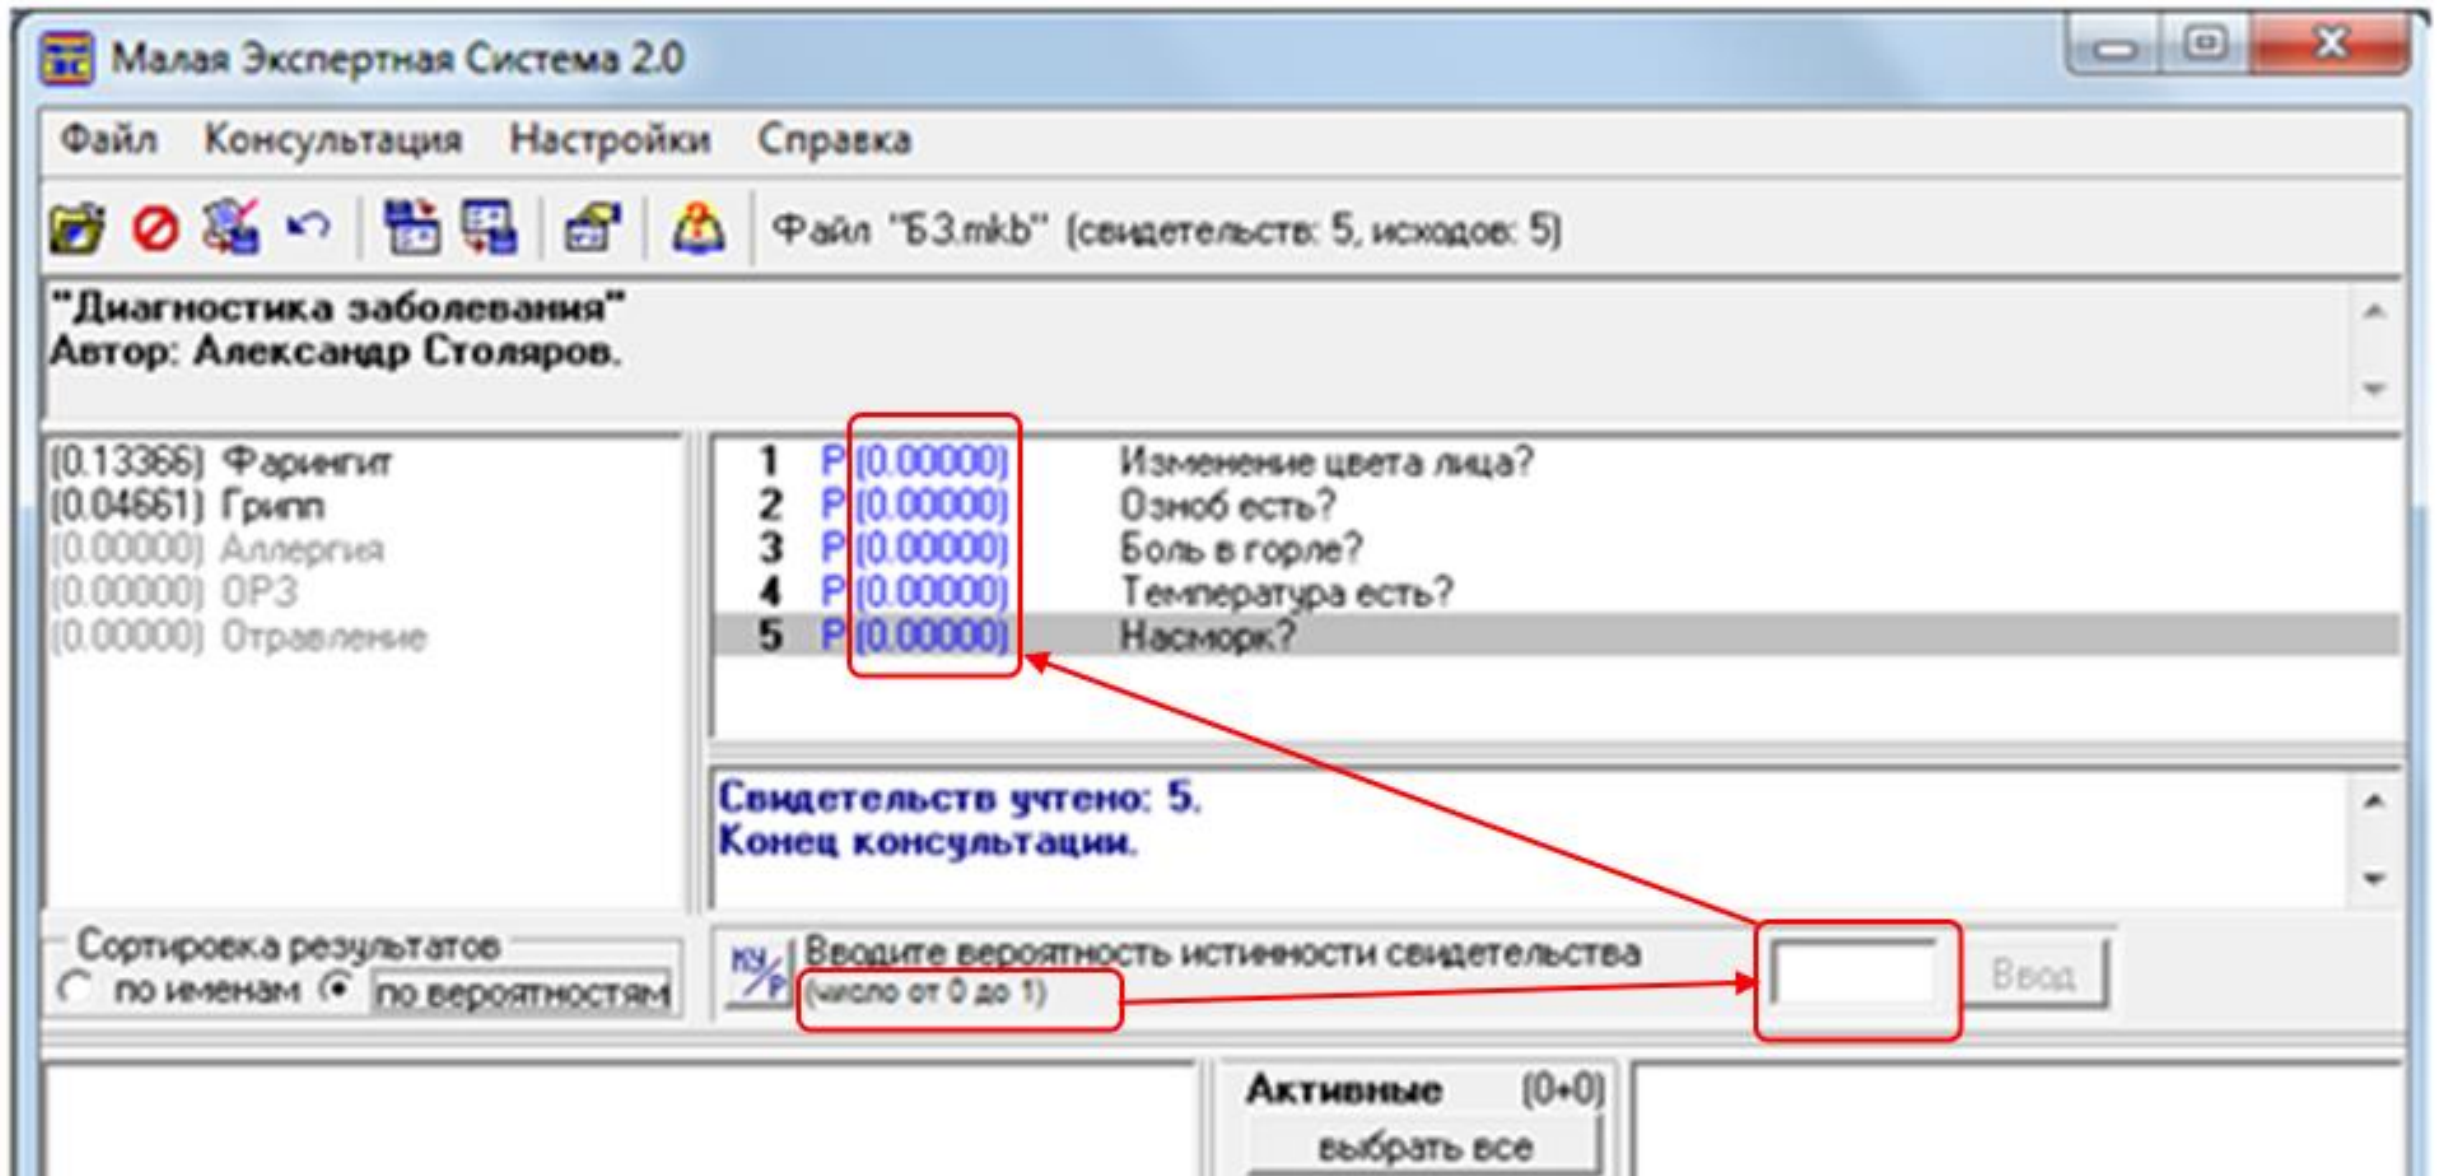 Малая Экспертная Система 2.0
Файл Консультация Настройки Справка
Файл "БЗ.mkb" (свидетельств: 5, исходов: 5)
"Диагностика заболевания"
Автор: Александр Столяров.
(0.13366) Фарингит
(0.04661) Грипп
(0.00000) Аллергия
(0.00000) ОРЗ
(0.00000) Отравление
1 P (0.00000) Изменение цвета лица?
2 P (0.00000) Озноб есть?
3 P (0.00000) Боль в горле?
4 P (0.00000) Температура есть?
5 P (0.00000) Насморк?
Свидетельств учтено: 5.
Конец консультации.
Сортировка результатов
по именам по вероятностям
КУ/Р
Вводите вероятность истинности свидетельства
(число от 0 до 1)
Ввод
Активные (0+0)
выбрать все